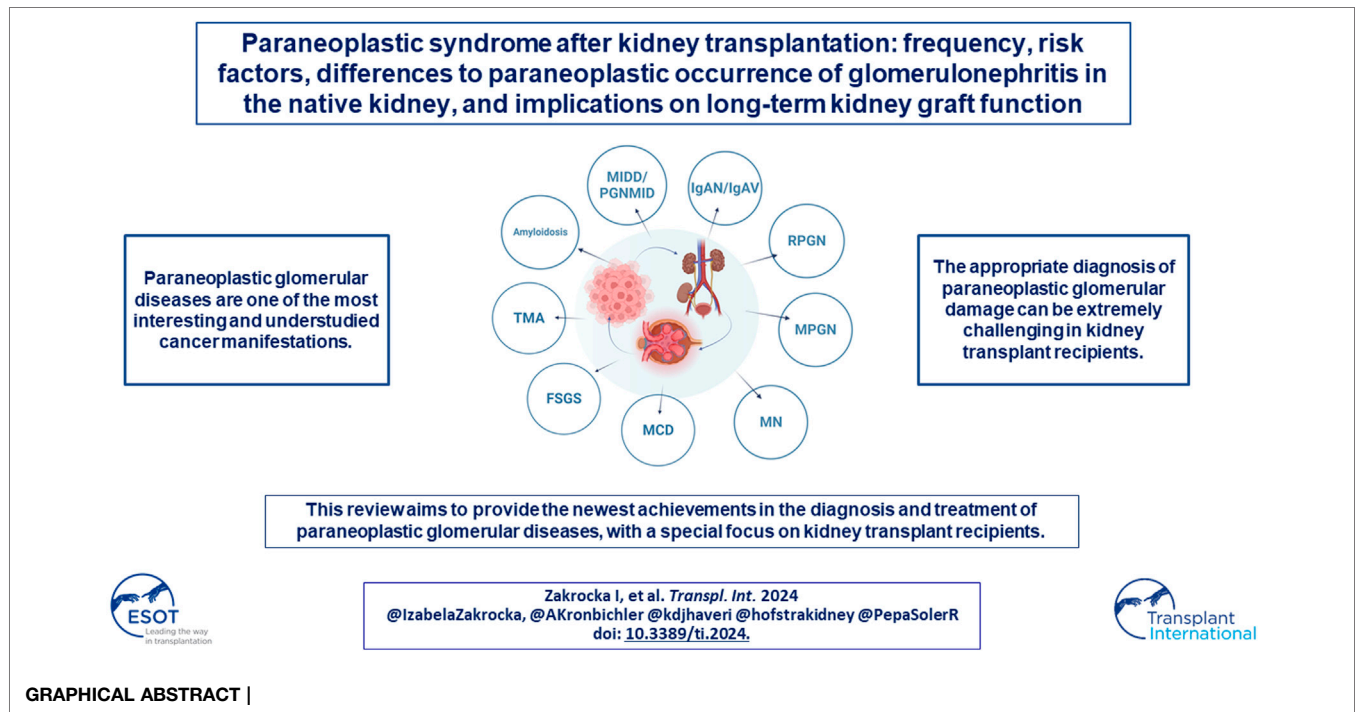 Paraneoplastic syndrome after kidney transplantation: frequency, risk
factors, differences to paraneoplastic occurrence of glomerulonephritis in
the native kidney, and implications on long-term kidney graft function
MIDD/
PGNMID
IgAN/IgAV
Amyloidosis
RPGN
TMA
MPGN
FSGS
MCD
MN
Paraneoplastic glomerular
diseases are one of the most
interesting and understudied
cancer manifestations.
The appropriate diagnosis of
paraneoplastic glomerular
damage can be extremely
challenging in kidney
transplant recipients.
This review aims to provide the newest achievements in the diagnosis and treatment of
paraneoplastic glomerular diseases, with a special focus on kidney transplant recipients.
ESOT
Leading the way
in transplantation
Zakrocka I, et al. Transpl. Int. 2024
@IzabelaZakrocka, @AKronbichler @kdjhaveri @hofstrakidney @PepaSolerR
doi: 10.3389/ti.2024.
Transplant
International
GRAPHICAL ABSTRACT |